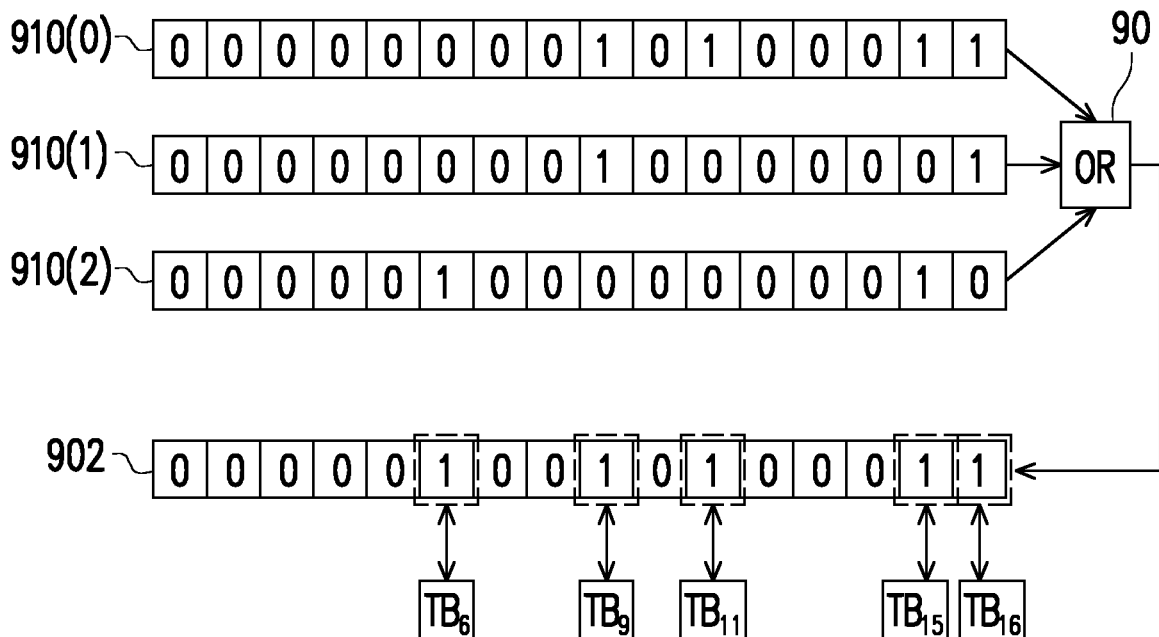 910(0) 0 0 0 0 0 0 0 0 1 0 1 0 0 0 1 1
90
910(1) 0 0 0 0 0 0 0 0 1 0 0 0 0 0 0 1
OR
910(2) 0 0 0 0 0 1 0 0 0 0 0 0 0 0 1 0
902 0 0 0 0 0 1 0 0 1 0 1 0 0 0 1 1
TB6 TB9 TB11 TB15 TB16